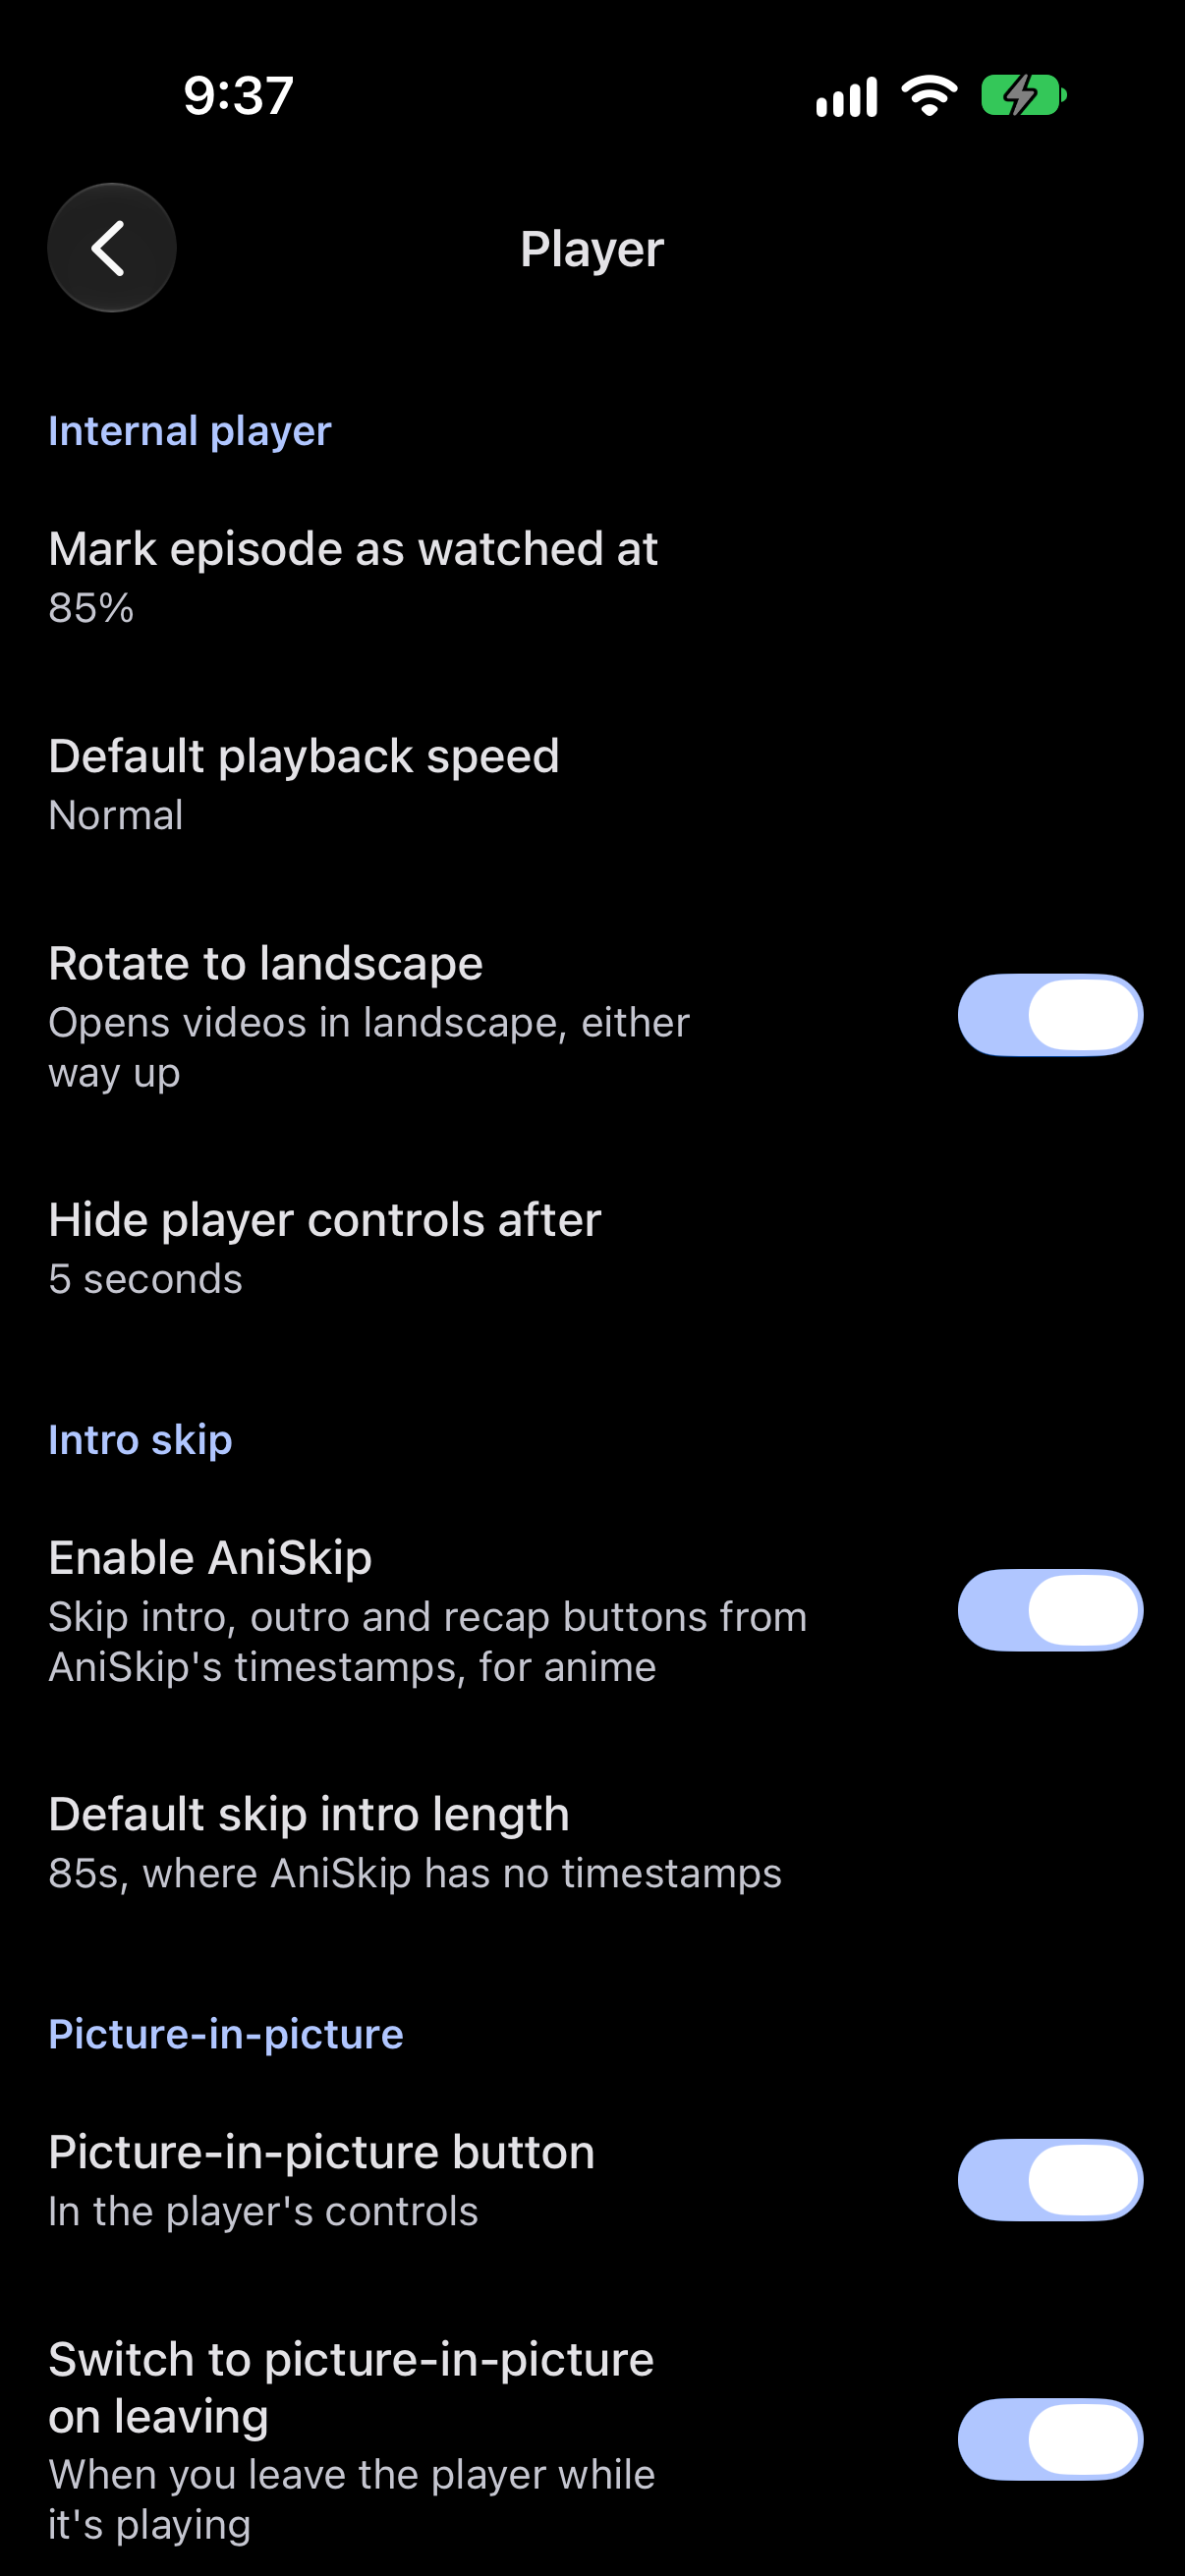 9:37
Player
Internal player
Mark episode as watched at
85%
Default playback speed
Normal
Rotate to landscape
Opens videos in landscape, either
way up
Hide player controls after
5 seconds
Intro skip
Enable AniSkip
Skip intro, outro and recap buttons from
AniSkip's timestamps, for anime
Default skip intro length
85s, where AniSkip has no timestamps
Picture-in-picture
Picture-in-picture button
In the player's controls
Switch to picture-in-picture
on leaving
When you leave the player while
it's playing